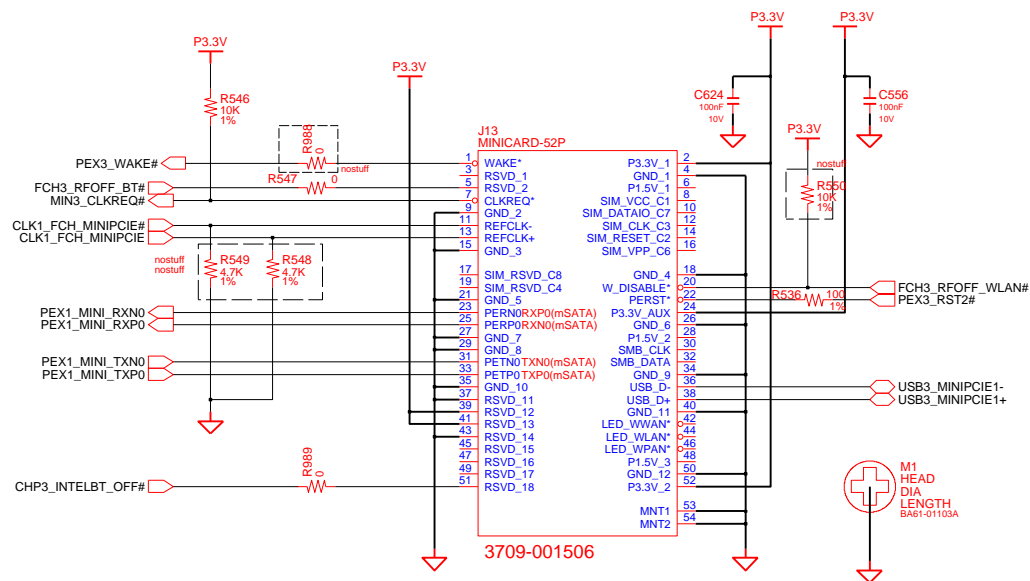 P3.3V
P3.3V
P3.3V
P3.3V
R546
10K
1%
C624
100nF
10V
C556
100nF
10V
P3.3V
J13
MINICARD-52P
R988
0
nostuff
R547
0
nostuff
R550
10K
1%
PEX3_WAKE#
FCH3_RFOFF_BT#
MIN3_CLKREQ#
CLK1_FCH_MINIPCIE#
CLK1_FCH_MINIPCIE
nostuff
nostuff
R549
4.7K
1%
R548
4.7K
1%
PEX1_MINI_RXN0
PEX1_MINI_RXP0
PEX1_MINI_TXN0
PEX1_MINI_TXP0
R989
0
CHP3_INTELBT_OFF#
1 WAKE* P3.3V_1 2
3 RSVD_1 GND_1 4
5 RSVD_2 P1.5V_1 6
7 CLKREQ* SIM_VCC_C1 8
9 GND_2 SIM_DATAIO_C7 10
11 REFCLK- SIM_CLK_C3 12
13 REFCLK+ SIM_RESET_C2 14
15 GND_3 SIM_VPP_C6 16
17 SIM_RSVD_C8 GND_4 18
19 SIM_RSVD_C4 W_DISABLE* 20
21 GND_5 PERST* 22
23 PERN0 RXP0(mSATA) P3.3V_AUX 24
25 PERP0 RXN0(mSATA) GND_6 26
27 GND_7 P1.5V_2 28
29 GND_8 SMB_CLK 30
31 PETN0 TXN0(mSATA) SMB_DATA 32
33 PETP0 TXP0(mSATA) GND_9 34
35 GND_10 USB_D- 36
37 RSVD_11 USB_D+ 38
39 RSVD_12 GND_11 40
41 RSVD_13 LED_WWAN* 42
43 RSVD_14 LED_WLAN* 44
45 RSVD_15 LED_WPAN* 46
47 RSVD_16 P1.5V_3 48
49 RSVD_17 GND_12 50
51 RSVD_18 P3.3V_2 52
MNT1 53
MNT2 54
3709-001506
FCH3_RFOFF_WLAN#
R536
100
1%
PEX3_RST2#
USB3_MINIPCIE1-
USB3_MINIPCIE1+
M1
HEAD
DIA
LENGTH
BA61-01103A